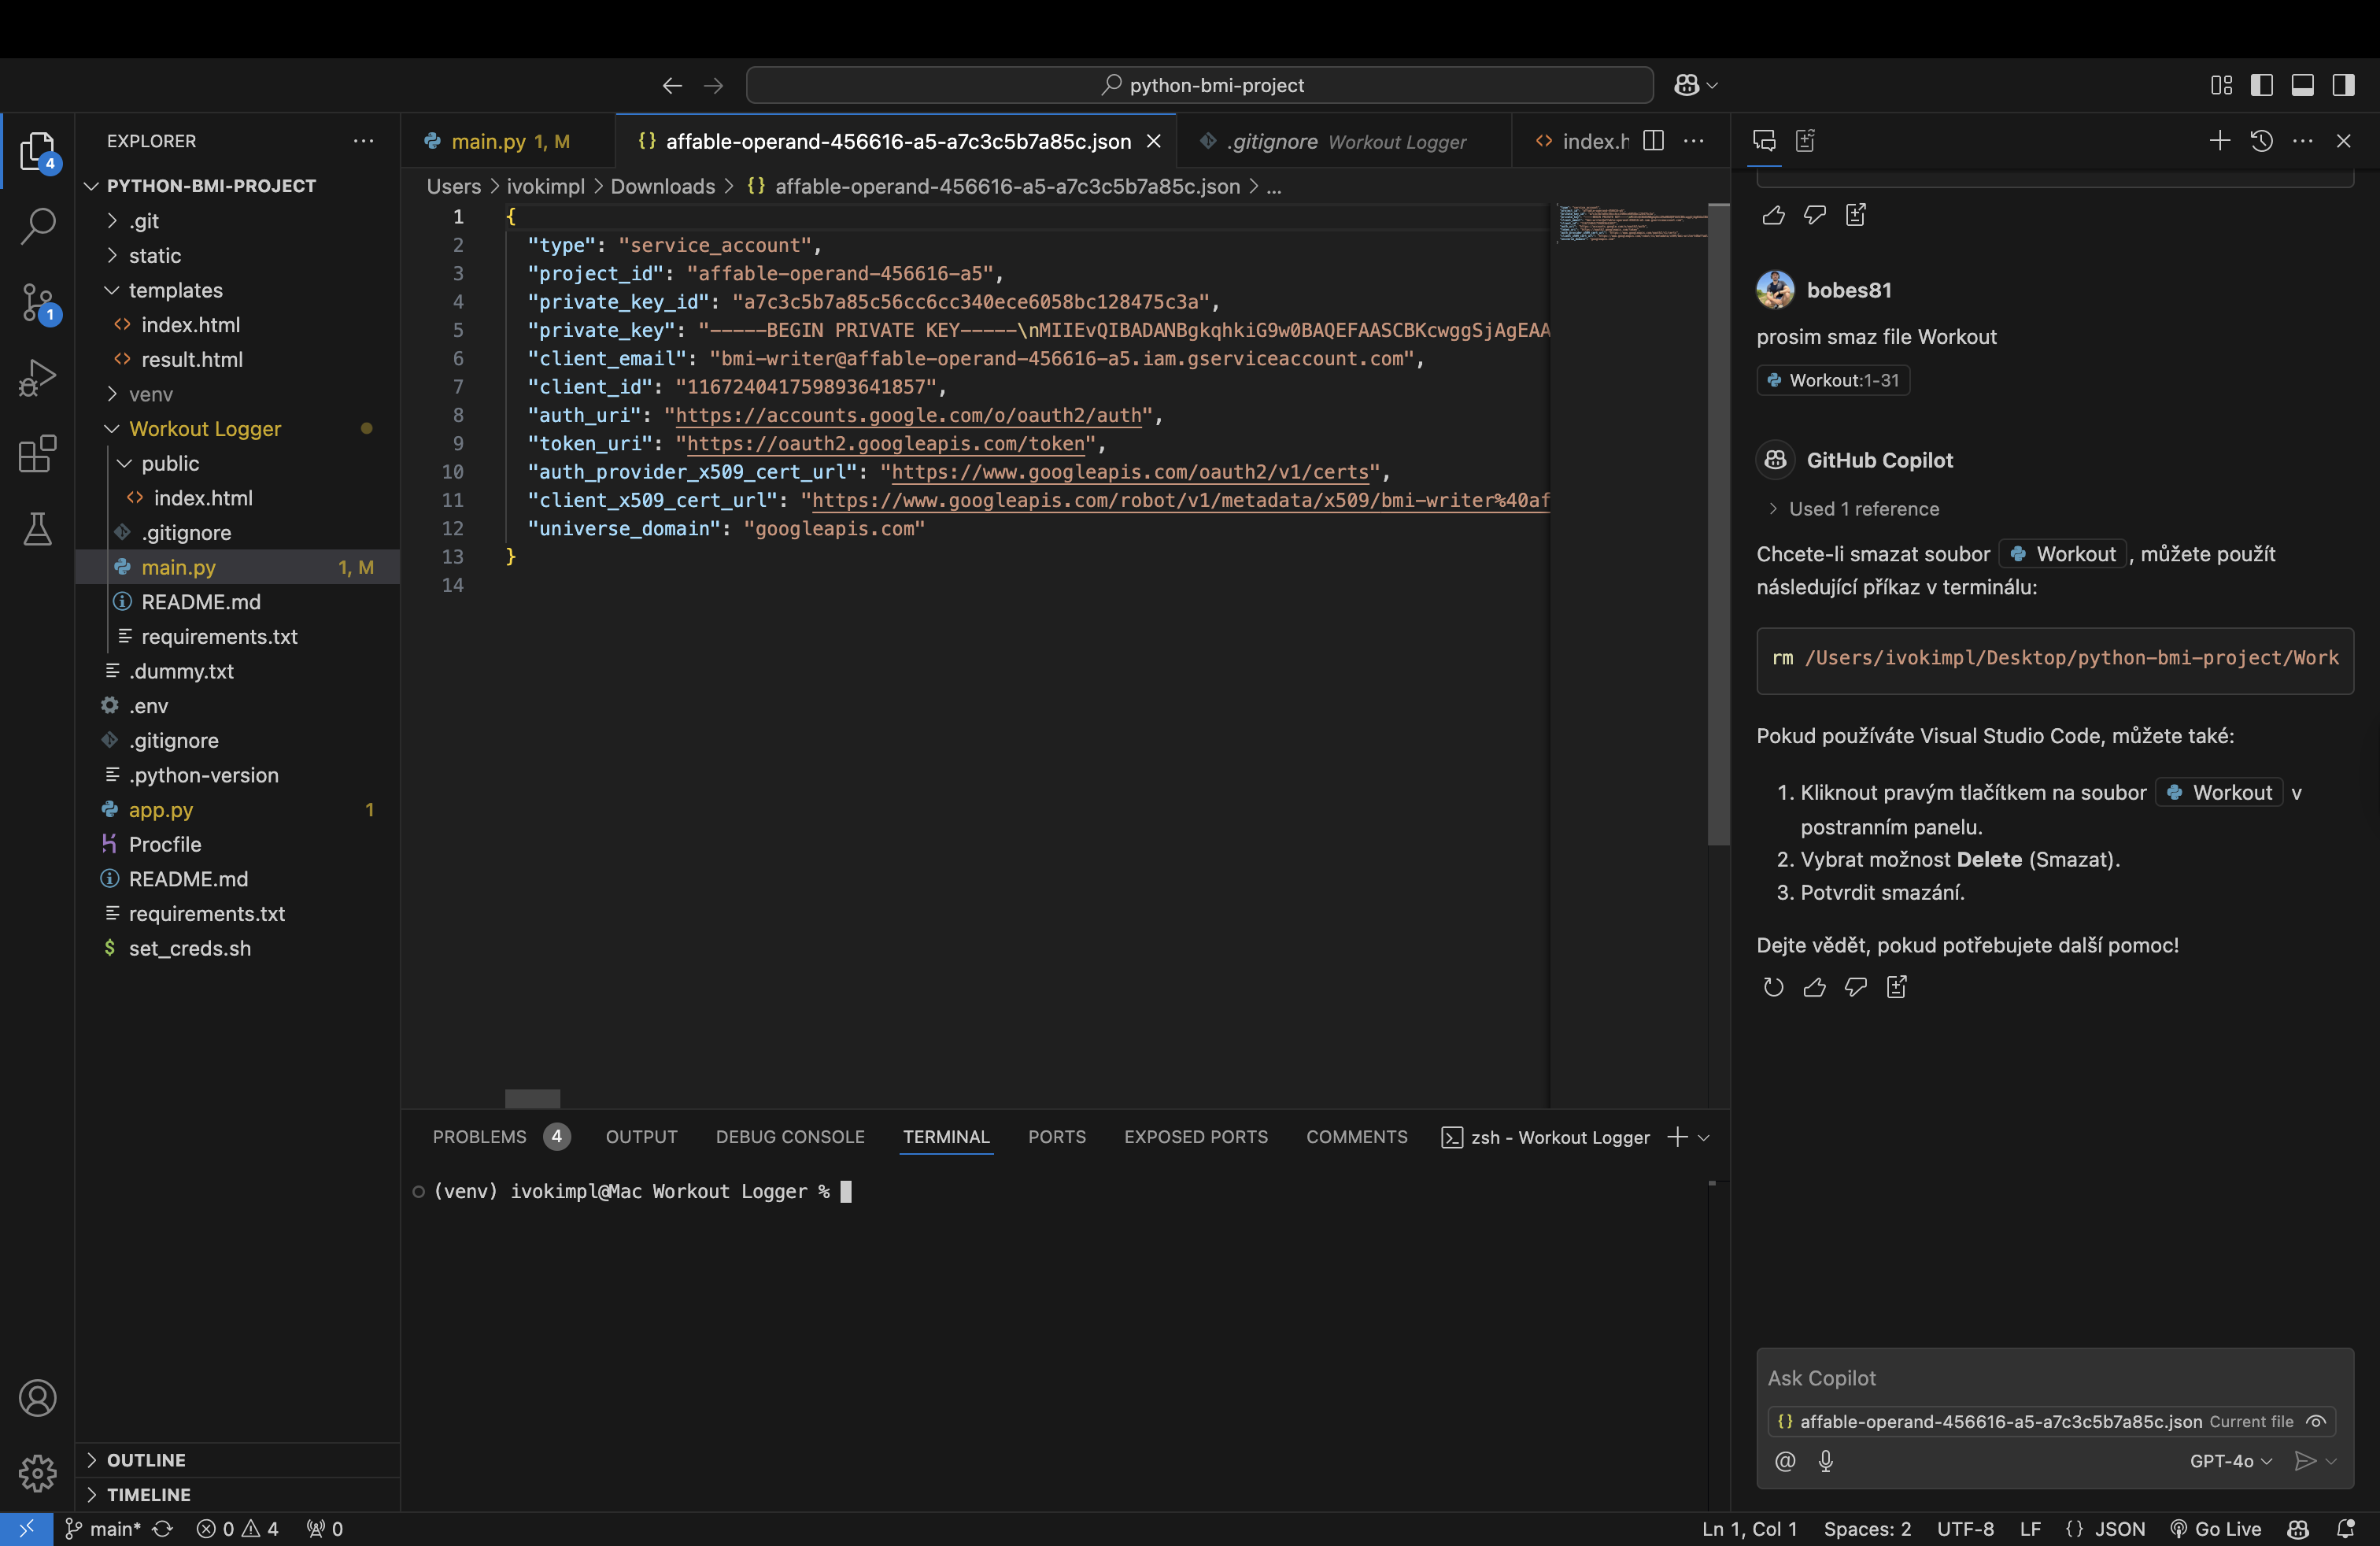 python-bmi-project
EXPLORER
PYTHON-BMI-PROJECT
.git
static
templates
index.html
result.html
venv
Workout Logger
public
index.html
.gitignore
main.py 1, M
README.md
requirements.txt
.dummy.txt
.env
.gitignore
.python-version
app.py 1
Procfile
README.md
requirements.txt
set_creds.sh
OUTLINE
TIMELINE
4
1
main.py 1, M
{} affable-operand-456616-a5-a7c3c5b7a85c.json
.gitignore Workout Logger
index.h
Users > ivokimpl > Downloads > {} affable-operand-456616-a5-a7c3c5b7a85c.json > ...
1 {
2 "type": "service_account",
3 "project_id": "affable-operand-456616-a5",
4 "private_key_id": "a7c3c5b7a85c56cc6cc340ece6058bc128475c3a",
5 "private_key": "-----BEGIN PRIVATE KEY-----\nMIIEvQIBADANBgkqhkiG9w0BAQEFAASCBKcwggSjAgEAA
6 "client_email": "bmi-writer@affable-operand-456616-a5.iam.gserviceaccount.com",
7 "client_id": "116724041759893641857",
8 "auth_uri": "https://accounts.google.com/o/oauth2/auth",
9 "token_uri": "https://oauth2.googleapis.com/token",
10 "auth_provider_x509_cert_url": "https://www.googleapis.com/oauth2/v1/certs",
11 "client_x509_cert_url": "https://www.googleapis.com/robot/v1/metadata/x509/bmi-writer%40af
12 "universe_domain": "googleapis.com"
13 }
14
PROBLEMS 4 OUTPUT DEBUG CONSOLE TERMINAL PORTS EXPOSED PORTS COMMENTS zsh - Workout Logger
(venv) ivokimpl@Mac Workout Logger %
bobes81
prosim smaz file Workout
Workout:1-31
GitHub Copilot
> Used 1 reference
Chcete-li smazat soubor Workout, můžete použít
následující příkaz v terminálu:
rm /Users/ivokimpl/Desktop/python-bmi-project/Work
Pokud používáte Visual Studio Code, můžete také:
1. Kliknout pravým tlačítkem na soubor Workout v
postranním panelu.
2. Vybrat možnost Delete (Smazat).
3. Potvrdit smazání.
Dejte vědět, pokud potřebujete další pomoc!
Ask Copilot
{} affable-operand-456616-a5-a7c3c5b7a85c.json Current file
@ GPT-4o
main* 0 4 0 Ln 1, Col 1 Spaces: 2 UTF-8 LF {} JSON Go Live